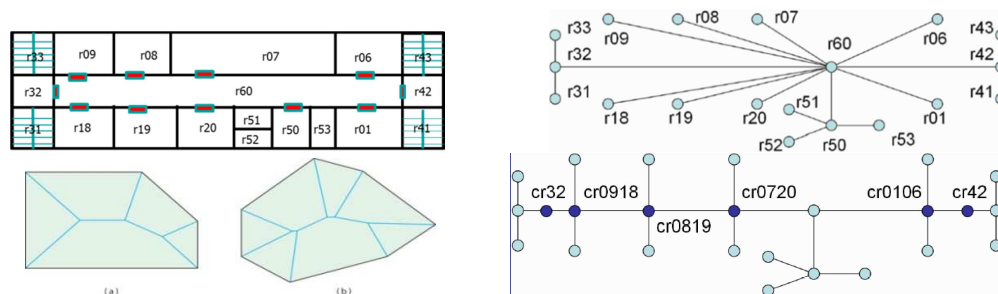 r33 r09 r08 r07 r06 r43
r32 r60 r42
r31 r18 r19 r20 r51 r52 r50 r53 r01 r41
(a) (b)
r33 r09 r08 r07 r60 r06 r43
r32 r42
r31 r18 r19 r20 r51 r01 r41
r52 r50 r53
cr32 cr0918 cr0720 cr0106 cr42
cr0819